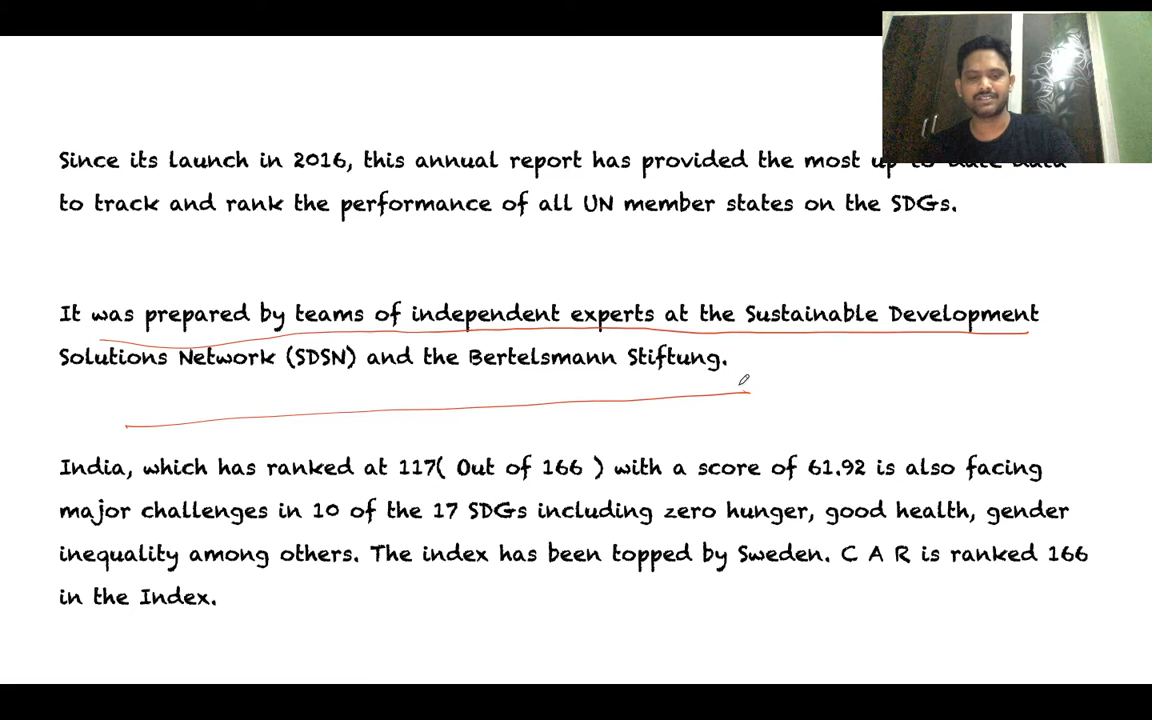 Since its launch in 2016, this annual report has provided the most up to date data
to track and rank the performance of all UN member states on the SDGs.
It was prepared by teams of independent experts at the Sustainable Development
Solutions Network (SDSN) and the Bertelsmann Stiftung.
India, which has ranked at 117( Out of 166 ) with a score of 61.92 is also facing
major challenges in 10 of the 17 SDGs including zero hunger, good health, gender
inequality among others. The index has been topped by Sweden. C A R is ranked 166
in the Index.